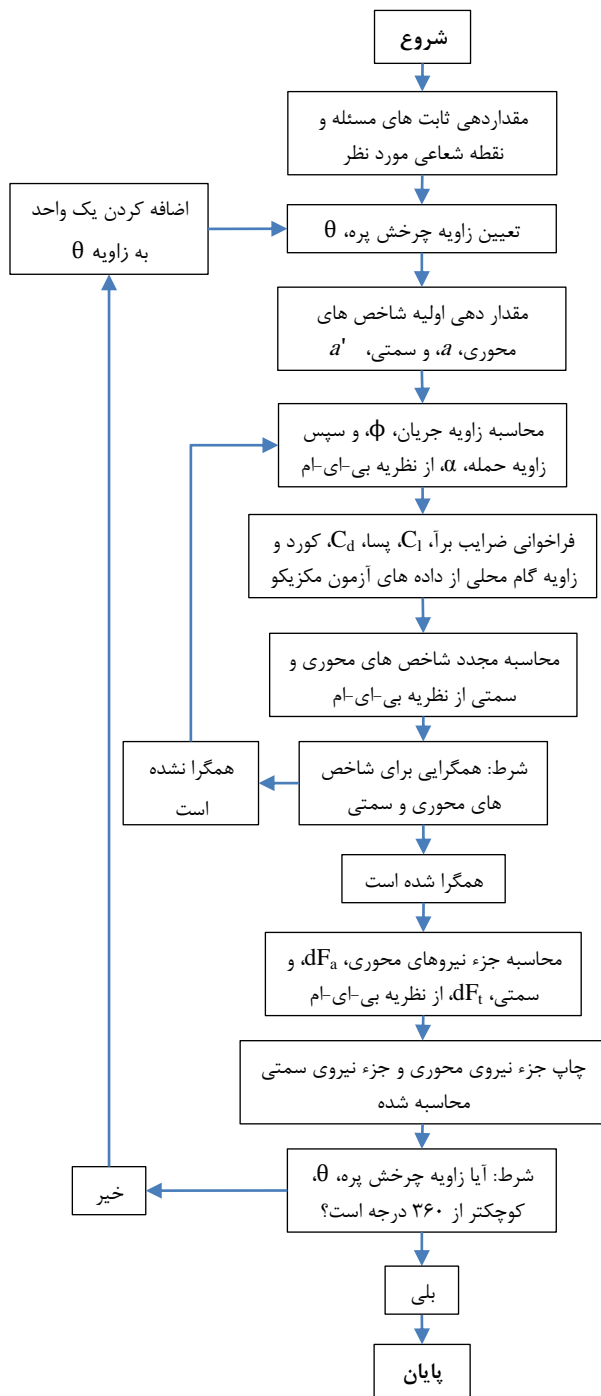 شروع
مقداردهی ثابت های مسئله و
نقطه شعاعی مورد نظر
اضافه کردن یک واحد
به زاویه θ
تعیین زاویه چرخش پره، θ
مقدار دهی اولیه شاخص های
محوری، a، و سمتی، a'
محاسبه زاویه جریان، ϕ، و سپس
زاویه حمله، α، از نظریه بی-ای-ام
فراخوانی ضرایب برآ، Cl، پسا، Cd، کورد و
زاویه گام محلی از داده های آزمون مکزیکو
محاسبه مجدد شاخص های محوری و
سمتی از نظریه بی-ای-ام
شرط: همگرایی برای شاخص
های محوری و سمتی
همگرا نشده
است
همگرا شده است
محاسبه جزء نیروهای محوری، dFa، و
سمتی، dFt، از نظریه بی-ای-ام
چاپ جزء نیروی محوری و جزء نیروی سمتی
محاسبه شده
شرط: آیا زاویه چرخش پره، θ،
کوچکتر از ۳۶۰ درجه است؟
خیر
بلی
پایان